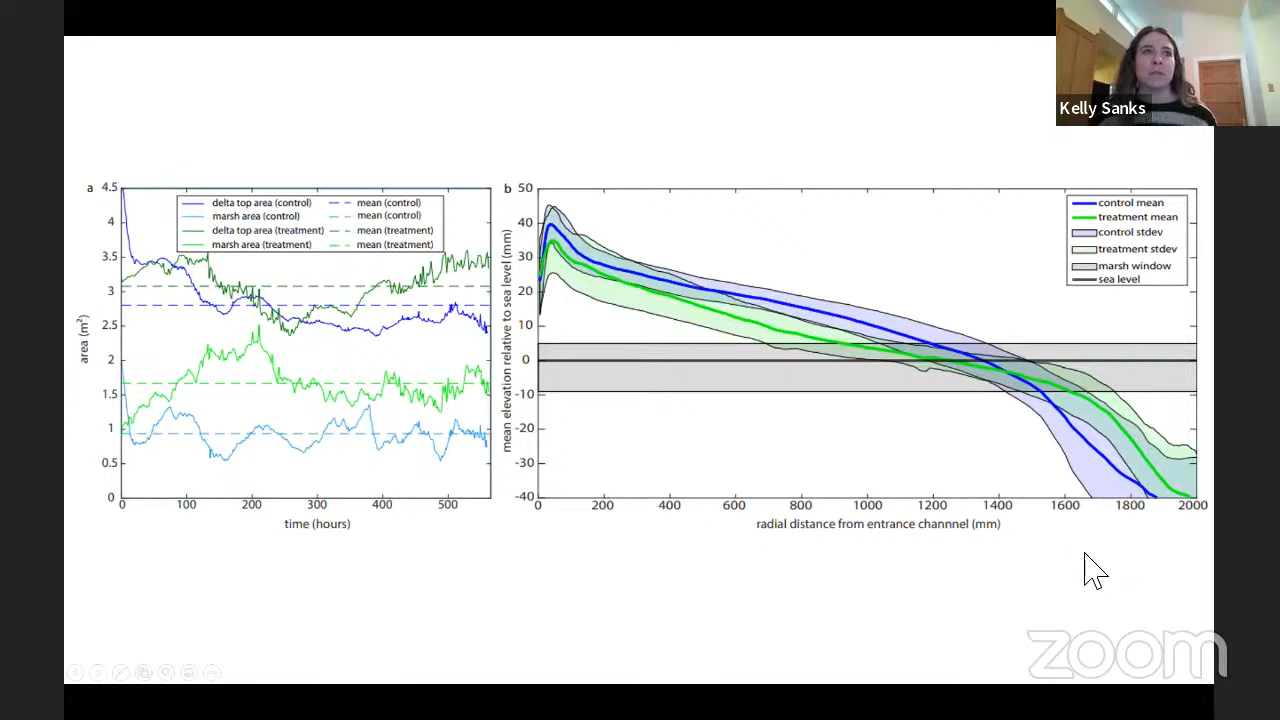 Kelly Sanks
a
4.5
4
3.5
3
2.5
2
1.5
1
0.5
0
area (m²)
delta top area (control)
marsh area (control)
delta top area (treatment)
marsh area (treatment)
mean (control)
mean (control)
mean (treatment)
mean (treatment)
0 100 200 300 400 500
time (hours)
b
50
40
30
20
10
0
-10
-20
-30
-40
mean elevation relative to sea level (mm)
control mean
treatment mean
control stdev
treatment stdev
marsh window
sea level
0 200 400 600 800 1000 1200 1400 1600 1800 2000
radial distance from entrance channnel (mm)
zoom